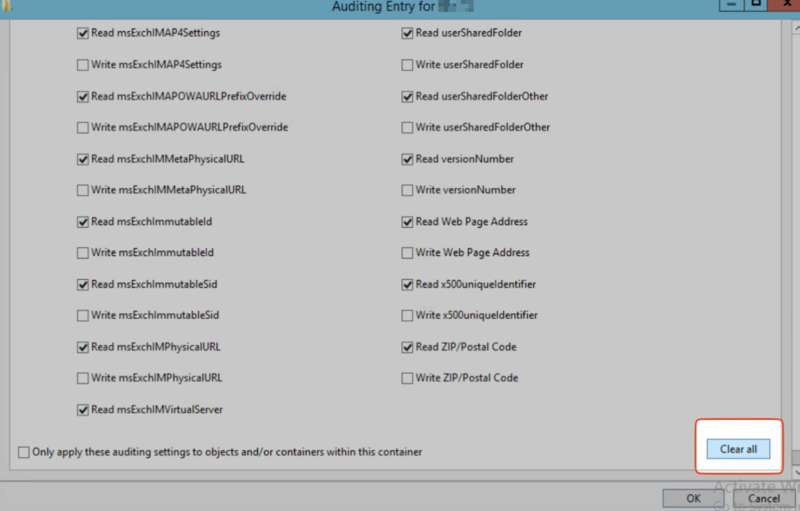 Auditing Entry for
Read msExchIMAP4Settings
Read userSharedFolder
Write msExchIMAP4Settings
Write userSharedFolder
Read msExchIMAPOWAURLPrefixOverride
Read userSharedFolderOther
Write msExchIMAPOWAURLPrefixOverride
Write userSharedFolderOther
Read msExchIMMetaPhysicalURL
Read versionNumber
Write msExchIMMetaPhysicalURL
Write versionNumber
Read msExchImmutableId
Read Web Page Address
Write msExchImmutableId
Write Web Page Address
Read msExchImmutableSid
Read x500uniqueIdentifier
Write msExchImmutableSid
Write x500uniqueIdentifier
Read msExchIMPhysicalURL
Read ZIP/Postal Code
Write msExchIMPhysicalURL
Write ZIP/Postal Code
Read msExchIMVirtualServer
Only apply these auditing settings to objects and/or containers within this container
Clear all
Activate Wi
OK
Cancel